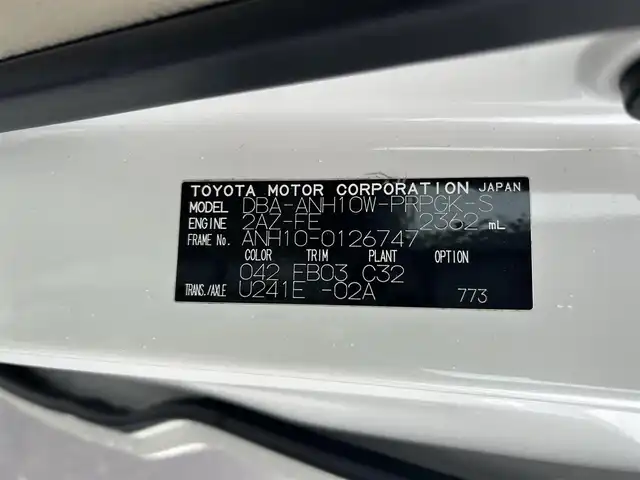 TOYOTA MOTOR CORPORATION JAPAN
MODEL DBA-ANH10W-PRPGK-S
ENGINE 2AZ-FE 2362 mL
FRAME No. ANH10-0126747
COLOR TRIM PLANT OPTION
042 FB03 C32
TRANS./AXLE U241E -02A 773